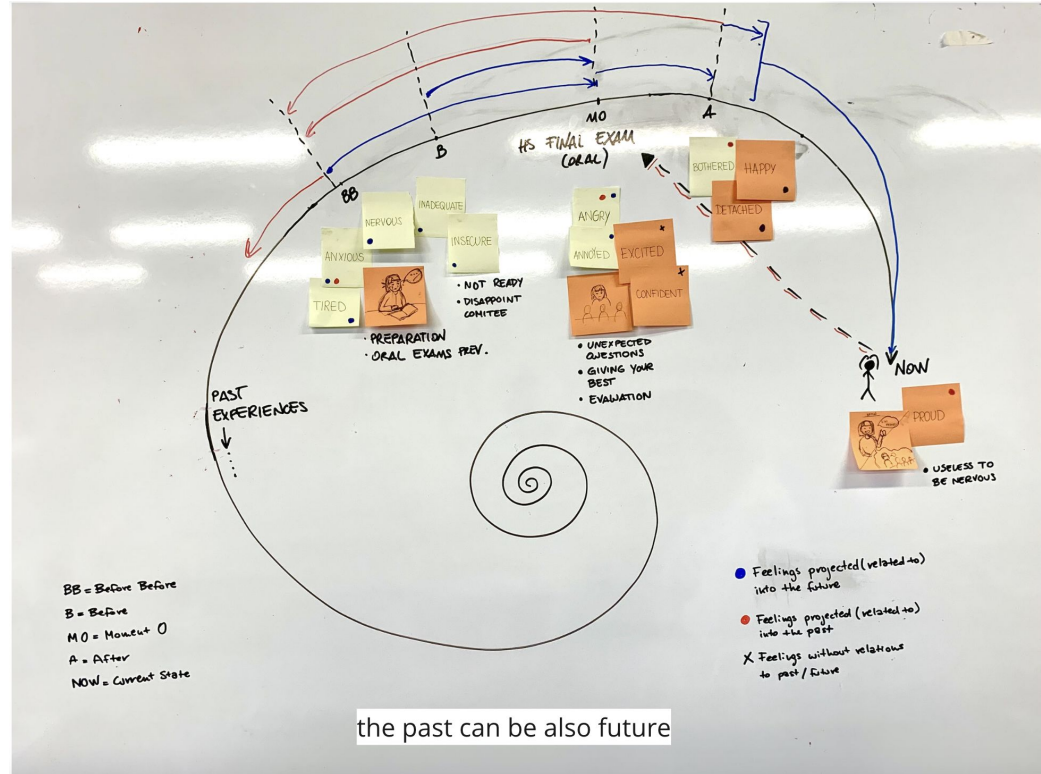 MO
A
B
HS FINAL EXAM
(ORAL)
BB
BOTHERED
HAPPY
DETACHED
NERVOUS
INADEQUATE
INSECURE
ANXIOUS
TIRED
ANGRY
ANNOYED
EXCITED
CONFIDENT
• NOT READY
• DISAPPOINT
COMITEE
• PREPARATION
• ORAL EXAMS PREV.
• UNEXPECTED
QUESTIONS
• GIVING YOUR
BEST
• EVALUATION
NOW
PROUD
• USELESS TO
BE NERVOUS
PAST
EXPERIENCES
BB = Before Before
B = Before
M0 = Moment 0
A = After
NOW = Current State
Feelings projected (related to)
into the future
Feelings projected (related to)
into the past
X Feelings without relations
to past / future
the past can be also future